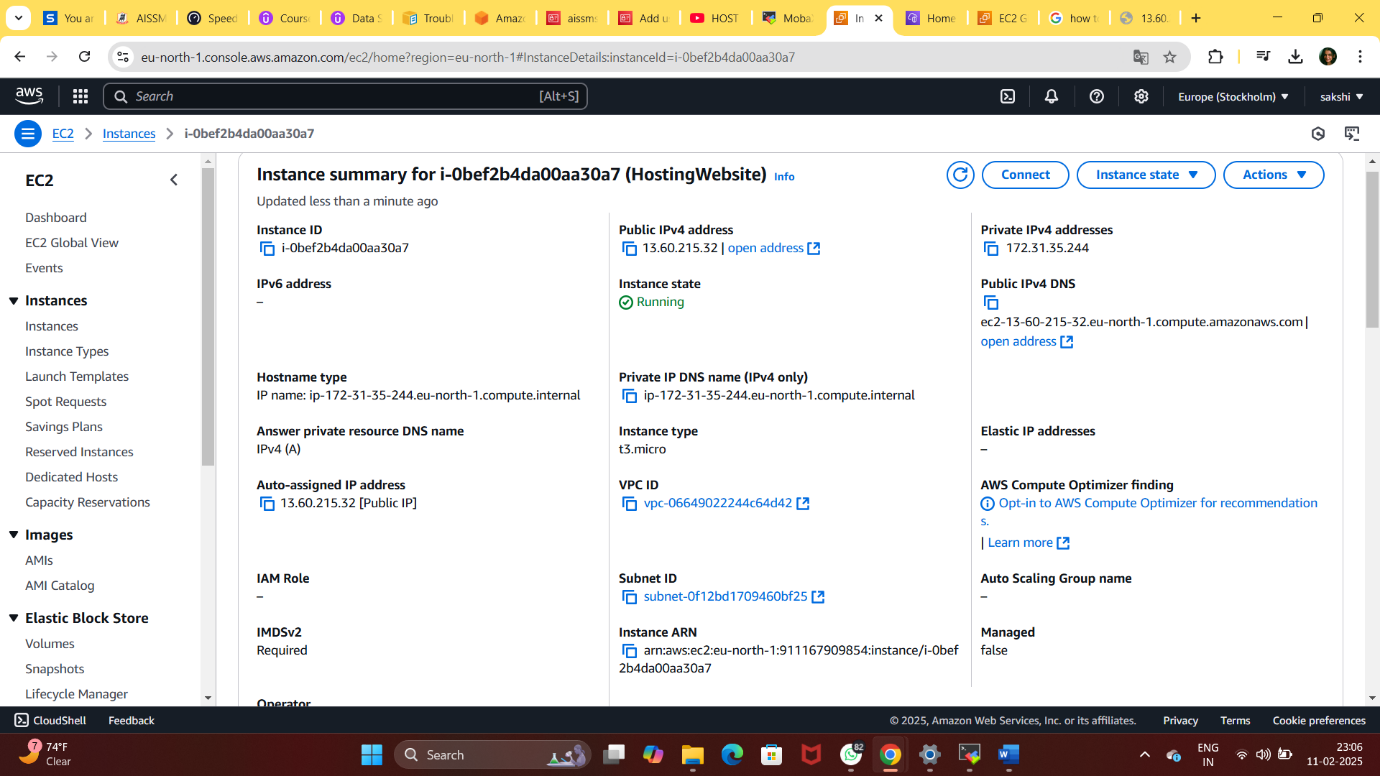 You ar
AISSM
Speed
Cours
Data S
Troub
Amaz
aissms
Add u
HOST
Moba
In
Home
EC2 G
how t
13.60.
eu-north-1.console.aws.amazon.com/ec2/home?region=eu-north-1#InstanceDetails:instanceId=i-0bef2b4da00aa30a7
aws
Search [Alt+S]
Europe (Stockholm)
sakshi
EC2 Instances i-0bef2b4da00aa30a7
EC2
Dashboard
EC2 Global View
Events
Instances
Instances
Instance Types
Launch Templates
Spot Requests
Savings Plans
Reserved Instances
Dedicated Hosts
Capacity Reservations
Images
AMIs
AMI Catalog
Elastic Block Store
Volumes
Snapshots
Lifecycle Manager
Instance summary for i-0bef2b4da00aa30a7 (HostingWebsite) Info
Updated less than a minute ago
Connect
Instance state
Actions
Instance ID
i-0bef2b4da00aa30a7
Public IPv4 address
13.60.215.32 | open address
Private IPv4 addresses
172.31.35.244
IPv6 address
–
Instance state
Running
Public IPv4 DNS
ec2-13-60-215-32.eu-north-1.compute.amazonaws.com |
open address
Hostname type
IP name: ip-172-31-35-244.eu-north-1.compute.internal
Private IP DNS name (IPv4 only)
ip-172-31-35-244.eu-north-1.compute.internal
Answer private resource DNS name
IPv4 (A)
Instance type
t3.micro
Elastic IP addresses
–
Auto-assigned IP address
13.60.215.32 [Public IP]
VPC ID
vpc-06649022244c64d42
AWS Compute Optimizer finding
Opt-in to AWS Compute Optimizer for recommendation
s.
| Learn more
IAM Role
–
Subnet ID
subnet-0f12bd1709460bf25
Auto Scaling Group name
–
IMDSv2
Required
Instance ARN
arn:aws:ec2:eu-north-1:911167909854:instance/i-0bef
2b4da00aa30a7
Managed
false
Operator
CloudShell Feedback
© 2025, Amazon Web Services, Inc. or its affiliates. Privacy Terms Cookie preferences
7
74°F
Clear
Search
82
W
ENG
IN
23:06
11-02-2025